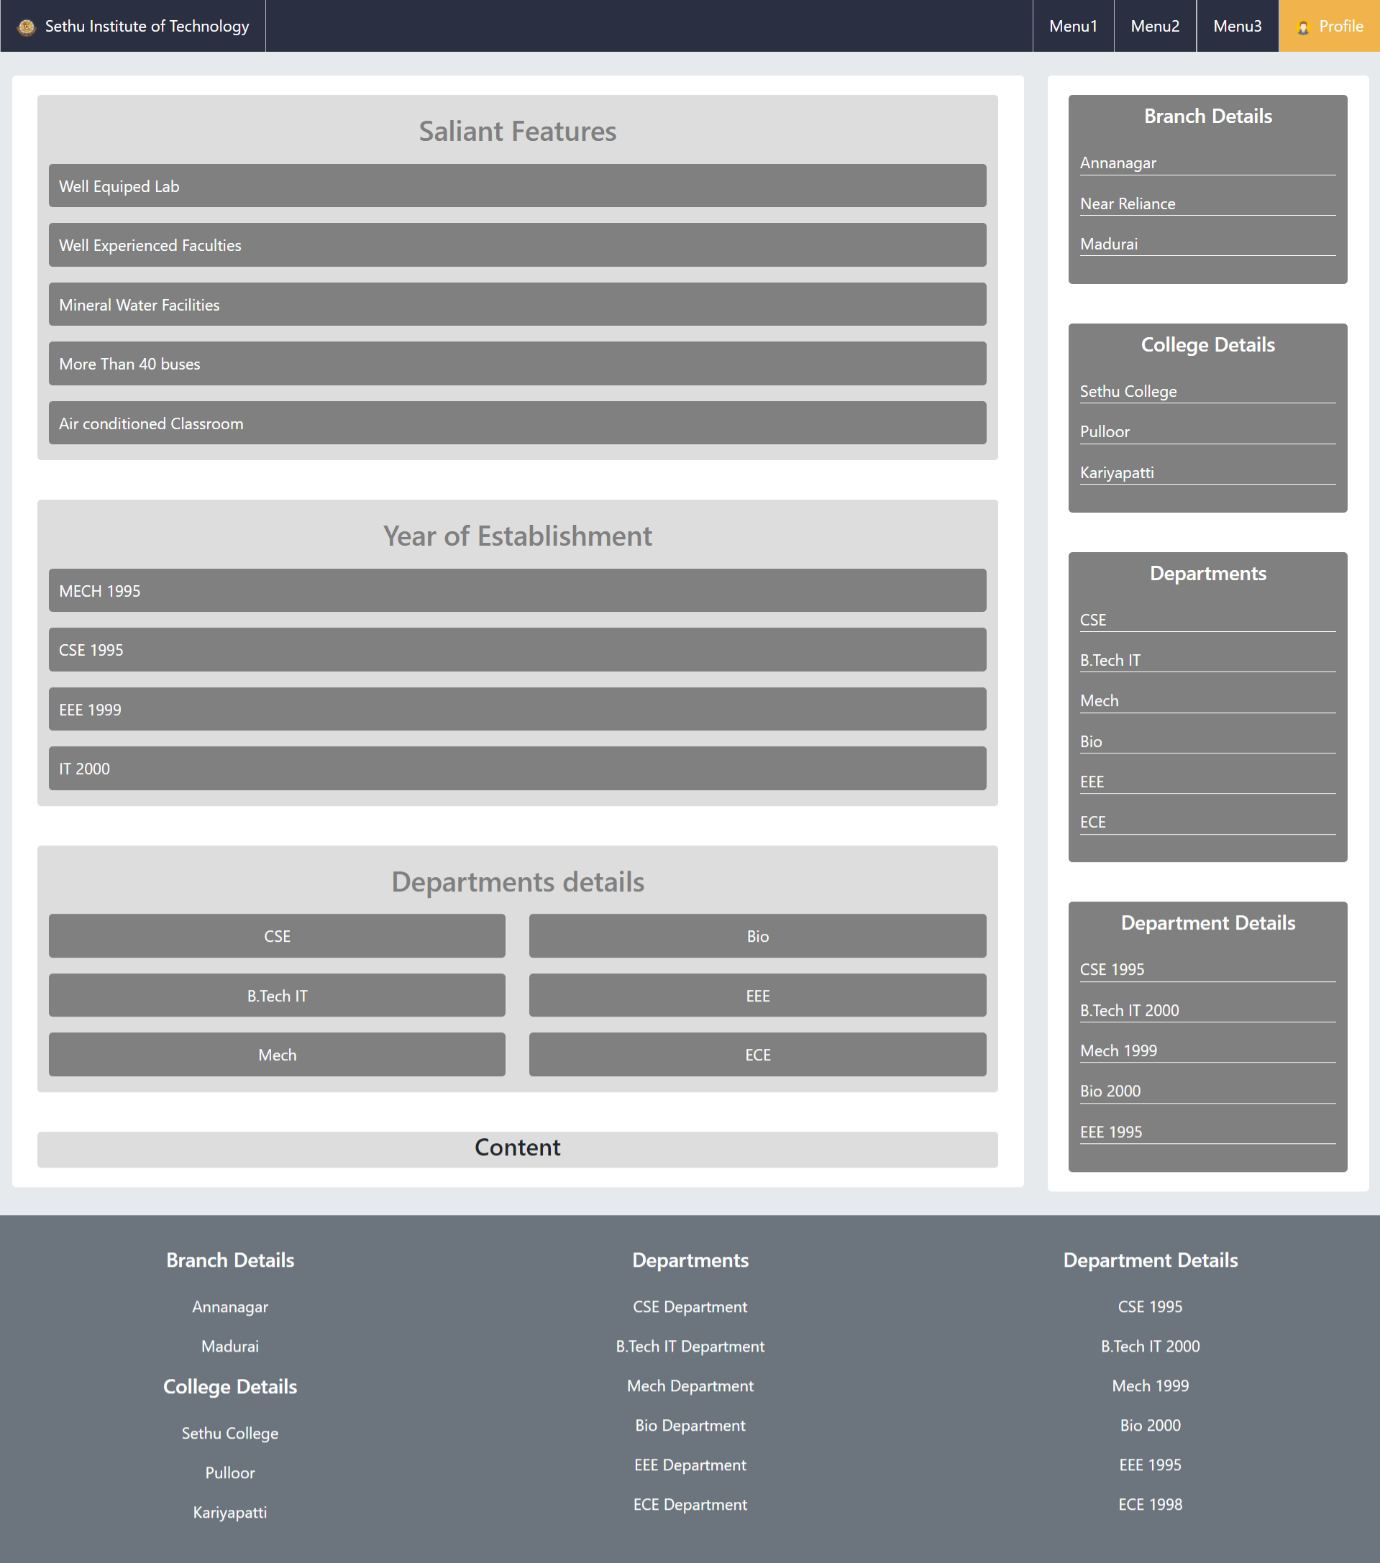 Sethu Institute of Technology
Menu1
Menu2
Menu3
Profile
Saliant Features
Well Equiped Lab
Well Experienced Faculties
Mineral Water Facilities
More Than 40 buses
Air conditioned Classroom
Year of Establishment
MECH 1995
CSE 1995
EEE 1999
IT 2000
Departments details
CSE
Bio
B.Tech IT
EEE
Mech
ECE
Content
Branch Details
Annanagar
Near Reliance
Madurai
College Details
Sethu College
Pulloor
Kariyapatti
Departments
CSE
B.Tech IT
Mech
Bio
EEE
ECE
Department Details
CSE 1995
B.Tech IT 2000
Mech 1999
Bio 2000
EEE 1995
Branch Details
Annanagar
Madurai
College Details
Sethu College
Pulloor
Kariyapatti
Departments
CSE Department
B.Tech IT Department
Mech Department
Bio Department
EEE Department
ECE Department
Department Details
CSE 1995
B.Tech IT 2000
Mech 1999
Bio 2000
EEE 1995
ECE 1998